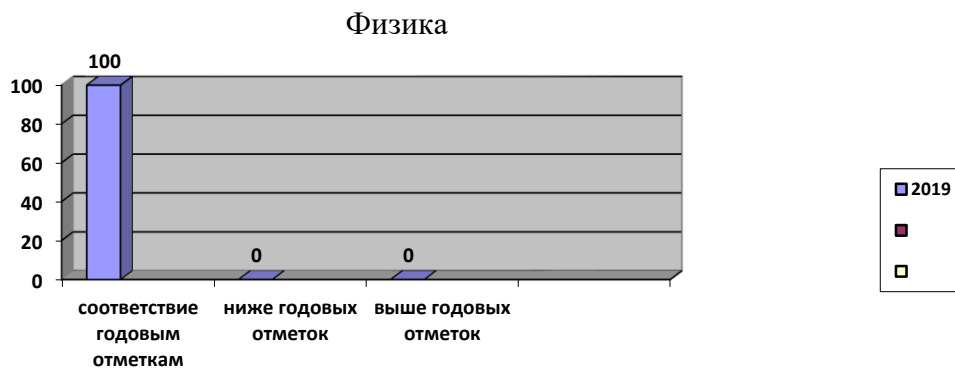 Физика
100
100
80
60
40
20
0
0
0
соответствие
годовым
отметкам
ниже годовых
отметок
выше годовых
отметок
2019